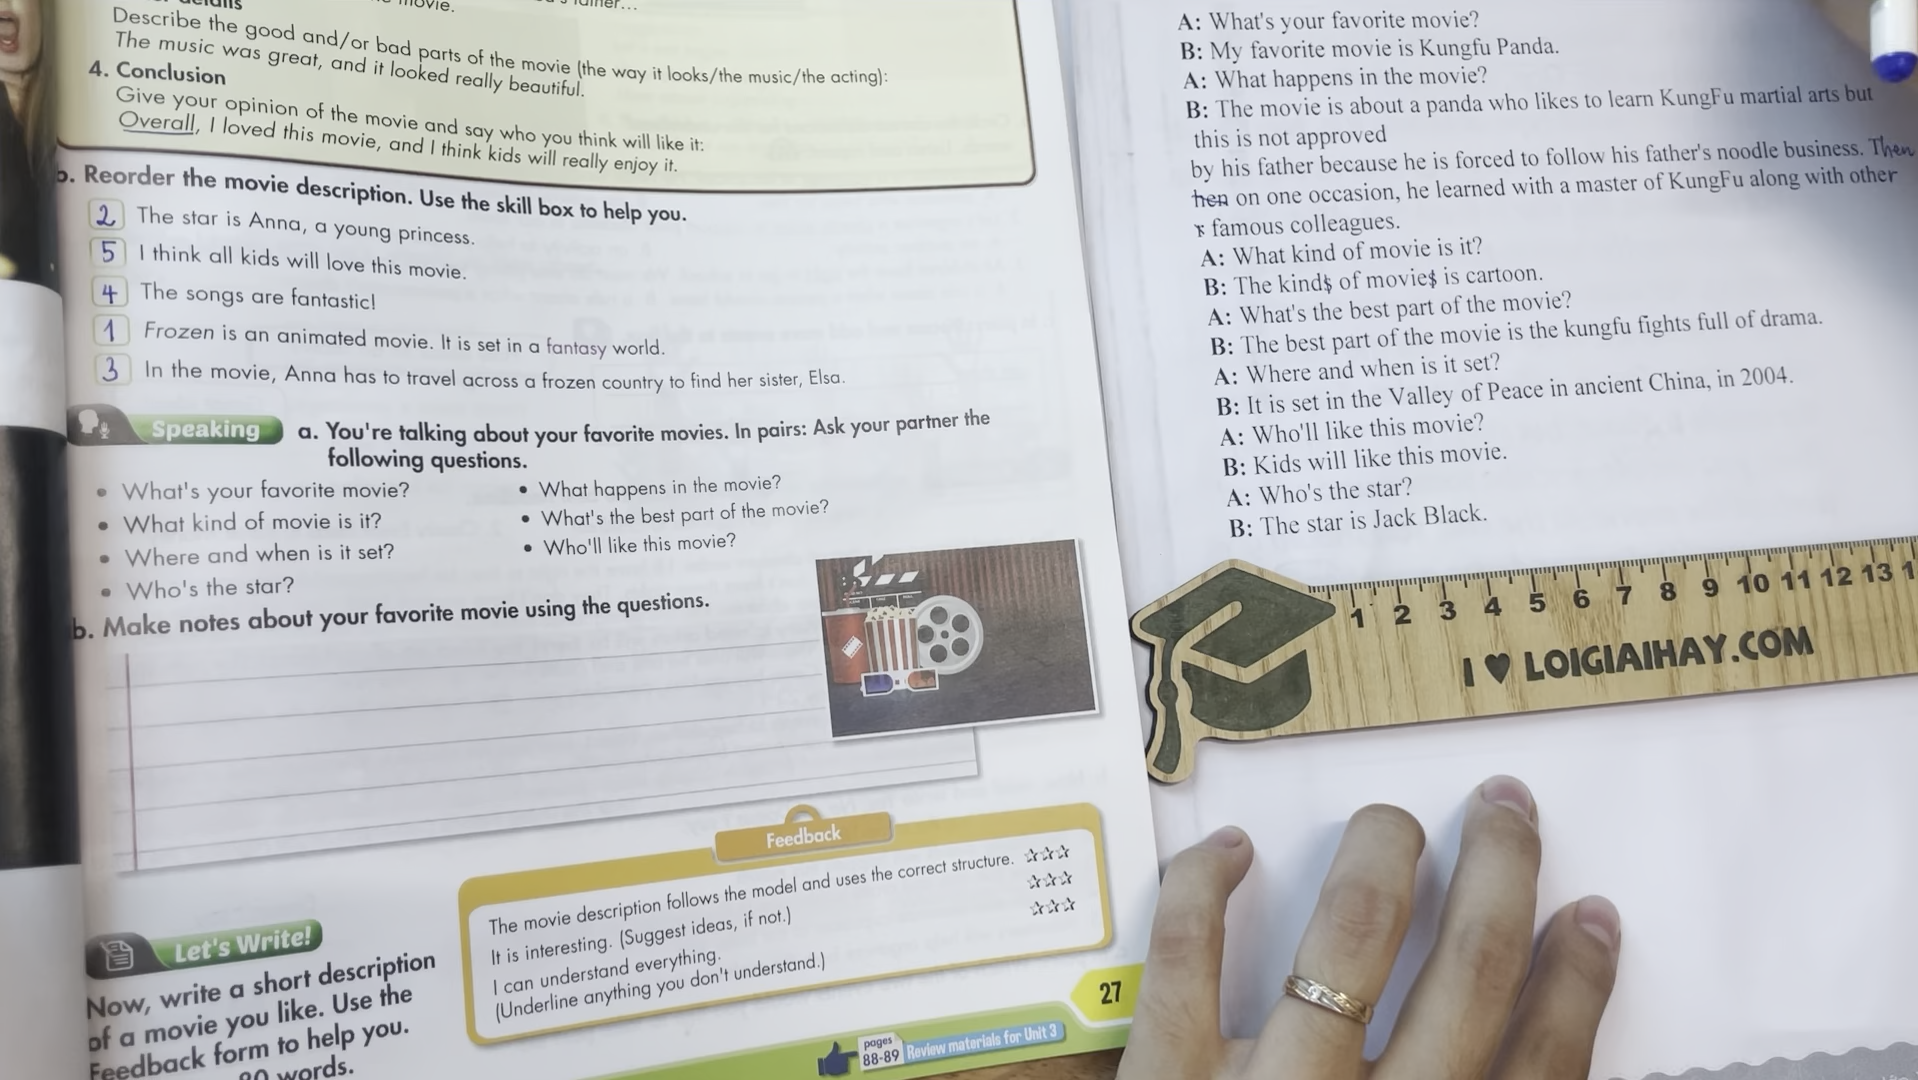 movie.
Describe the good and/or bad parts of the movie (the way it looks/the music/the acting):
The music was great, and it looked really beautiful.
4. Conclusion
Give your opinion of the movie and say who you think will like it:
Overall, I loved this movie, and I think kids will really enjoy it.
b. Reorder the movie description. Use the skill box to help you.
2 The star is Anna, a young princess.
5 I think all kids will love this movie.
4 The songs are fantastic!
1 Frozen is an animated movie. It is set in a fantasy world.
3 In the movie, Anna has to travel across a frozen country to find her sister, Elsa.
Speaking
a. You're talking about your favorite movies. In pairs: Ask your partner the
following questions.
• What's your favorite movie?
• What kind of movie is it?
• Where and when is it set?
• Who's the star?
• What happens in the movie?
• What's the best part of the movie?
• Who'll like this movie?
b. Make notes about your favorite movie using the questions.
Feedback
The movie description follows the model and uses the correct structure.
It is interesting. (Suggest ideas, if not.)
I can understand everything.
(Underline anything you don't understand.)
Let's Write!
Now, write a short description
of a movie you like. Use the
Feedback form to help you.
words.
27
pages
88-89
Review materials for Unit 3
A: What's your favorite movie?
B: My favorite movie is Kungfu Panda.
A: What happens in the movie?
B: The movie is about a panda who likes to learn KungFu martial arts but
this is not approved
by his father because he is forced to follow his father's noodle business. Then
hen on one occasion, he learned with a master of KungFu along with other
famous colleagues.
A: What kind of movie is it?
B: The kinds of movies is cartoon.
A: What's the best part of the movie?
B: The best part of the movie is the kungfu fights full of drama.
A: Where and when is it set?
B: It is set in the Valley of Peace in ancient China, in 2004.
A: Who'll like this movie?
B: Kids will like this movie.
A: Who's the star?
B: The star is Jack Black.
1 2 3 4 5 6 7 8 9 10 11 12 13 1
I ♥ LOIGIAIHAY.COM